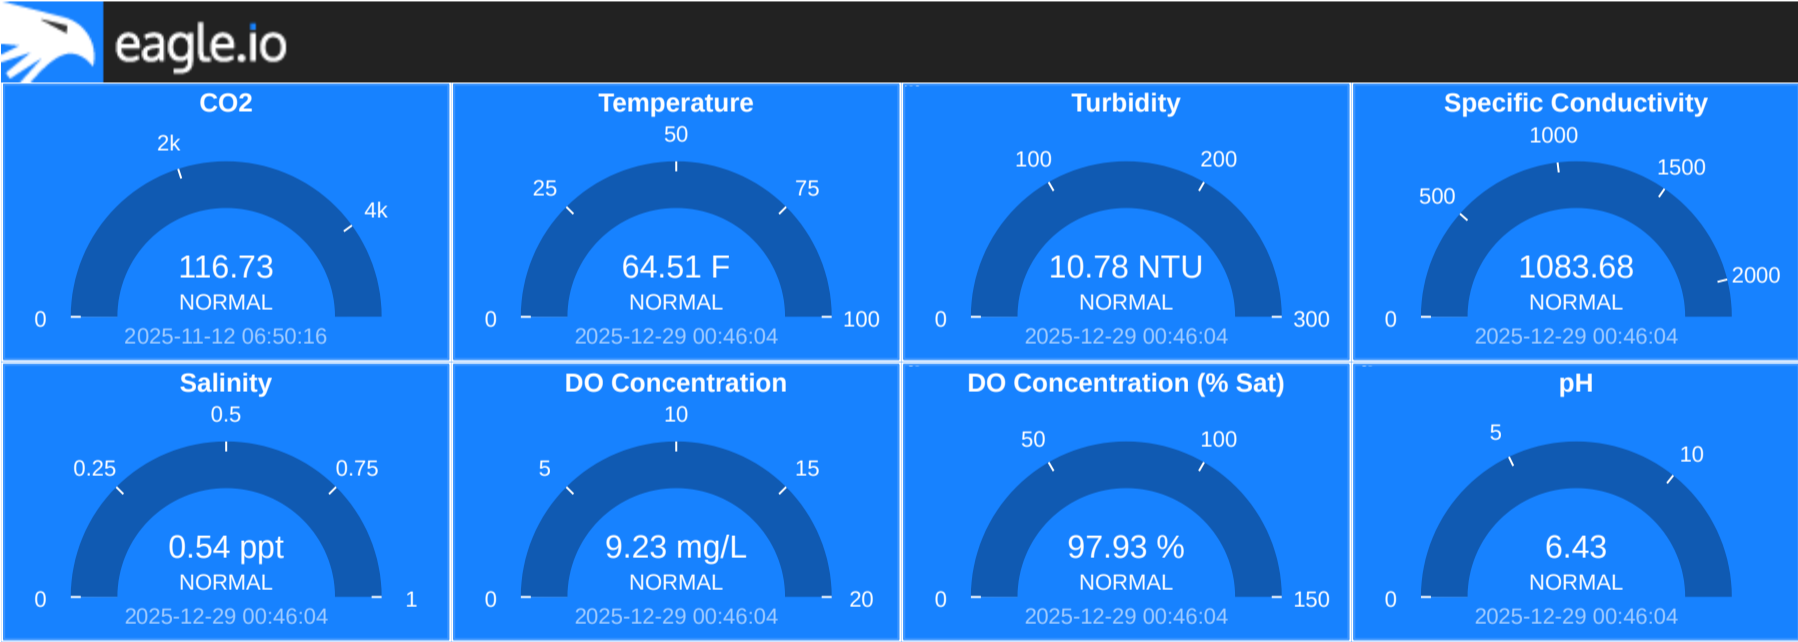 eagle.io
CO2
2k
4k
116.73
NORMAL
0
2025-11-12 06:50:16
Temperature
50
25
75
64.51 F
NORMAL
0
100
2025-12-29 00:46:04
Turbidity
100
200
10.78 NTU
NORMAL
0
300
2025-12-29 00:46:04
Specific Conductivity
1000
1500
500
1083.68
2000
NORMAL
0
2025-12-29 00:46:04
Salinity
0.5
0.25
0.75
0.54 ppt
NORMAL
0
1
2025-12-29 00:46:04
DO Concentration
10
5
15
9.23 mg/L
NORMAL
0
20
2025-12-29 00:46:04
DO Concentration (% Sat)
50
100
97.93 %
NORMAL
0
150
2025-12-29 00:46:04
pH
5
10
6.43
NORMAL
0
2025-12-29 00:46:04